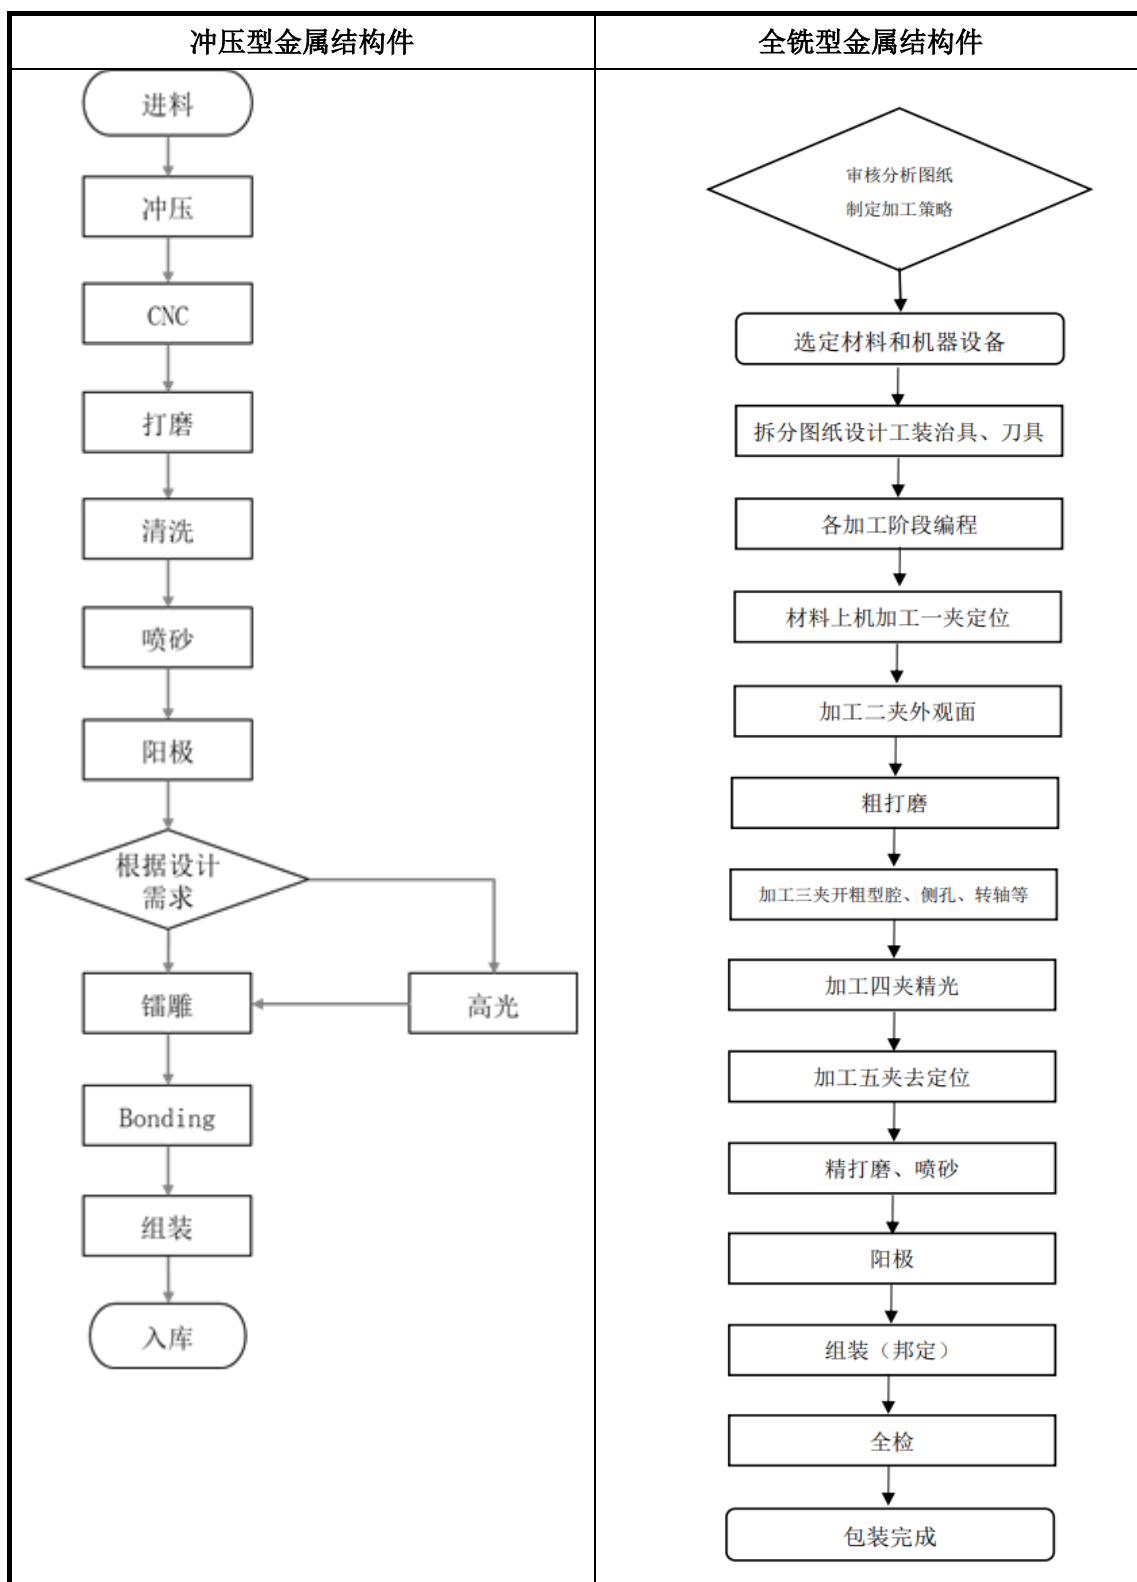 冲压型金属结构件
全铣型金属结构件
进料
冲压
CNC
打磨
清洗
喷砂
阳极
根据设计
需求
镭雕
高光
Bonding
组装
入库
审核分析图纸
制定加工策略
选定材料和机器设备
拆分图纸设计工装治具、刀具
各加工阶段编程
材料上机加工一夹定位
加工二夹外观面
粗打磨
加工三夹开粗型腔、侧孔、转轴等
加工四夹精光
加工五夹去定位
精打磨、喷砂
阳极
组装（邦定）
全检
包装完成